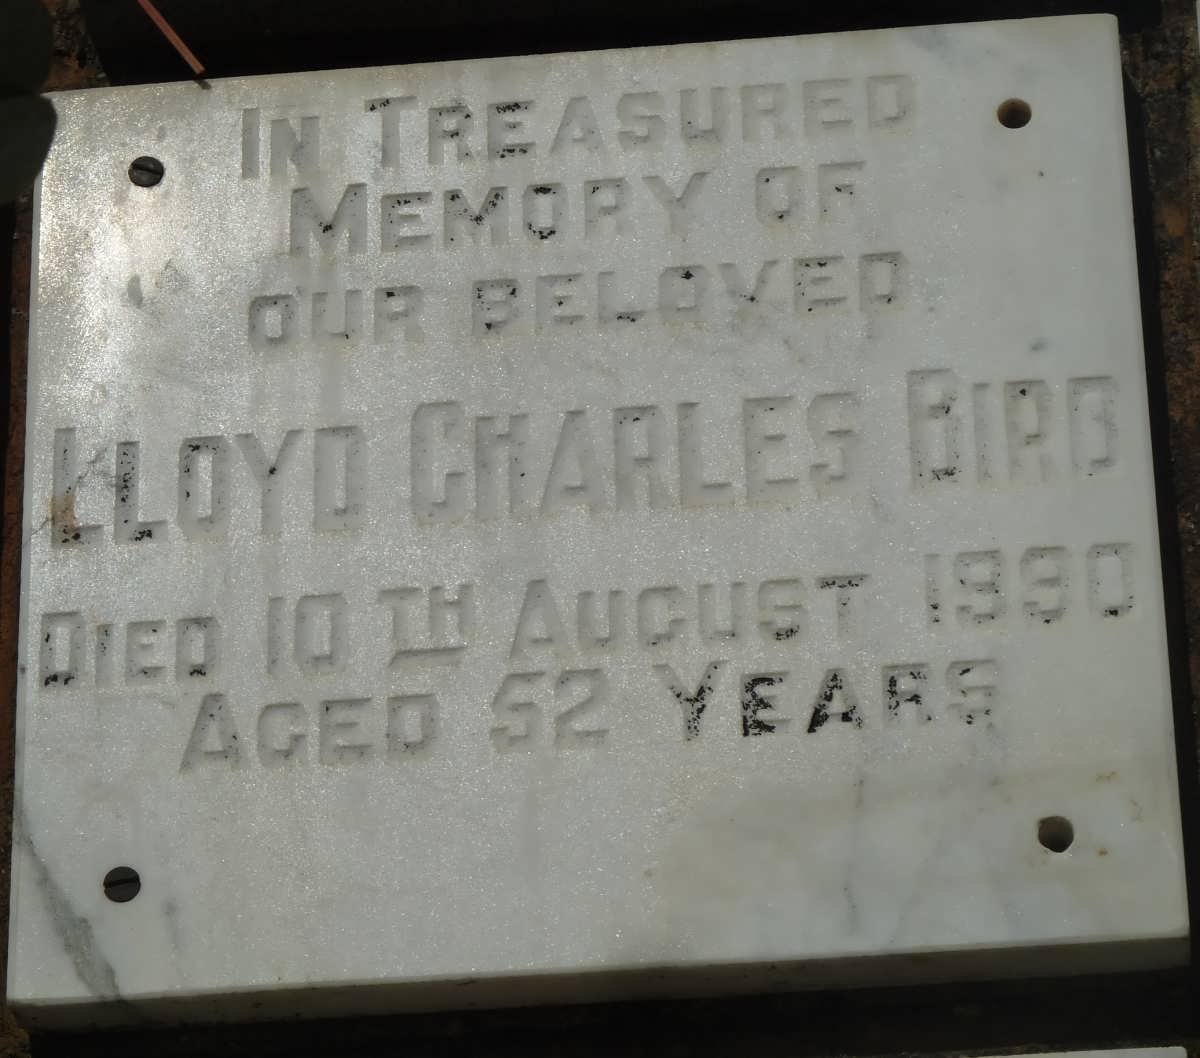 IN TREASURED
MEMORY OF
OUR BELOVED
LLOYD CHARLES BIRD
DIED 10TH AUGUST 1990
AGED 52 YEARS